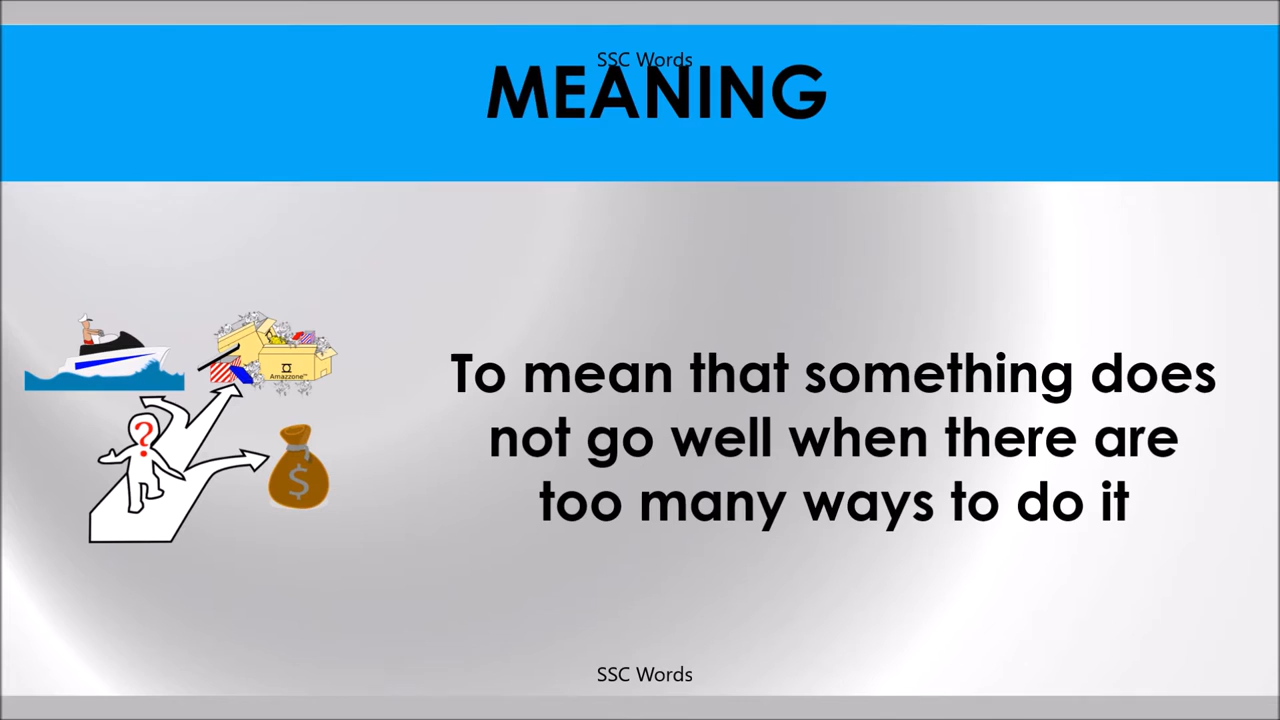 SSC Words
MEANING
?
Amazzone™
$
To mean that something does
not go well when there are
too many ways to do it
SSC Words